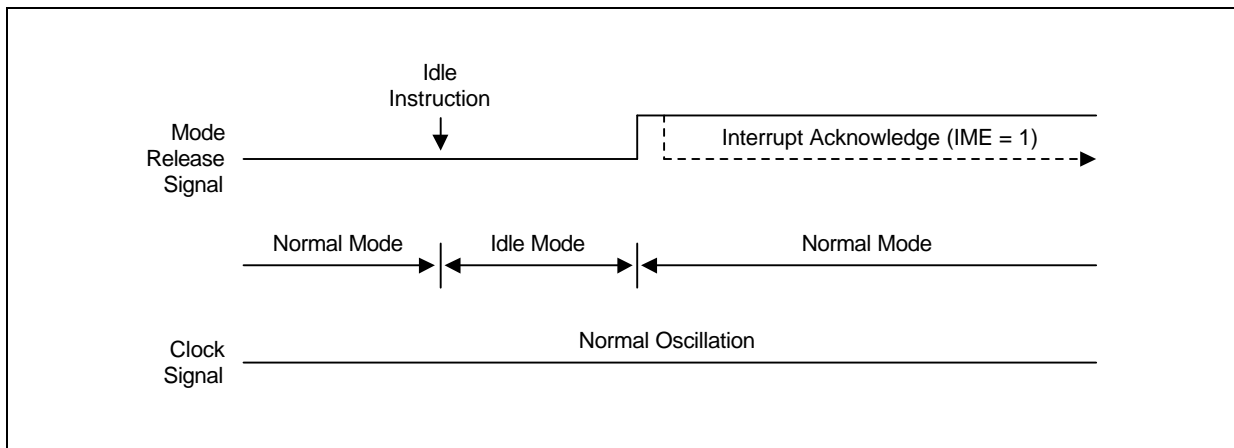 Idle
Instruction
Mode
Release
Signal
Interrupt Acknowledge (IME = 1)
Normal Mode
Idle Mode
Normal Mode
Normal Oscillation
Clock
Signal